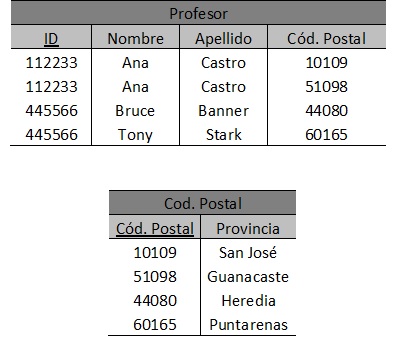 Profesor
ID Nombre Apellido Cód. Postal
112233 Ana Castro 10109
112233 Ana Castro 51098
445566 Bruce Banner 44080
445566 Tony Stark 60165
Cod. Postal
Cód. Postal Provincia
10109 San José
51098 Guanacaste
44080 Heredia
60165 Puntarenas